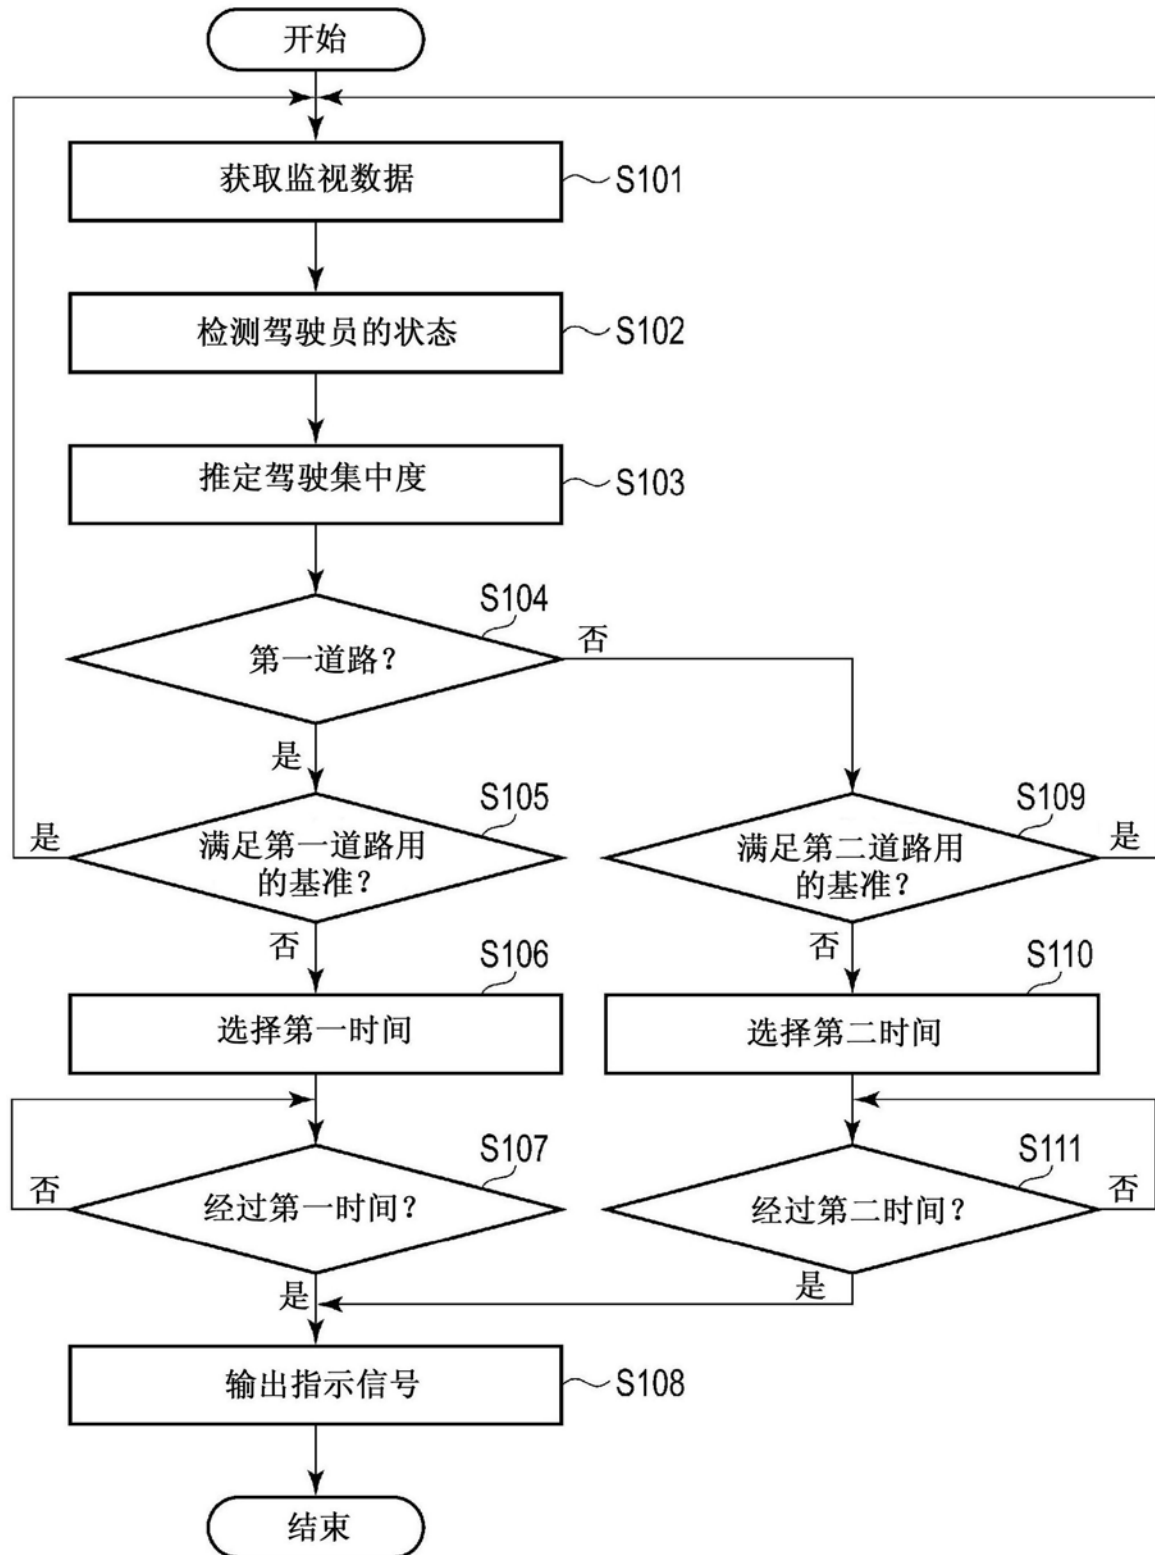 开始
获取监视数据
S101
检测驾驶员的状态
S102
推定驾驶集中度
S103
S104
第一道路？
否
是
S105
满足第一道路用
的基准？
是
否
S109
满足第二道路用
的基准？
是
否
S106
选择第一时间
S110
选择第二时间
S107
经过第一时间？
否
是
S111
经过第二时间？
否
是
输出指示信号
S108
结束